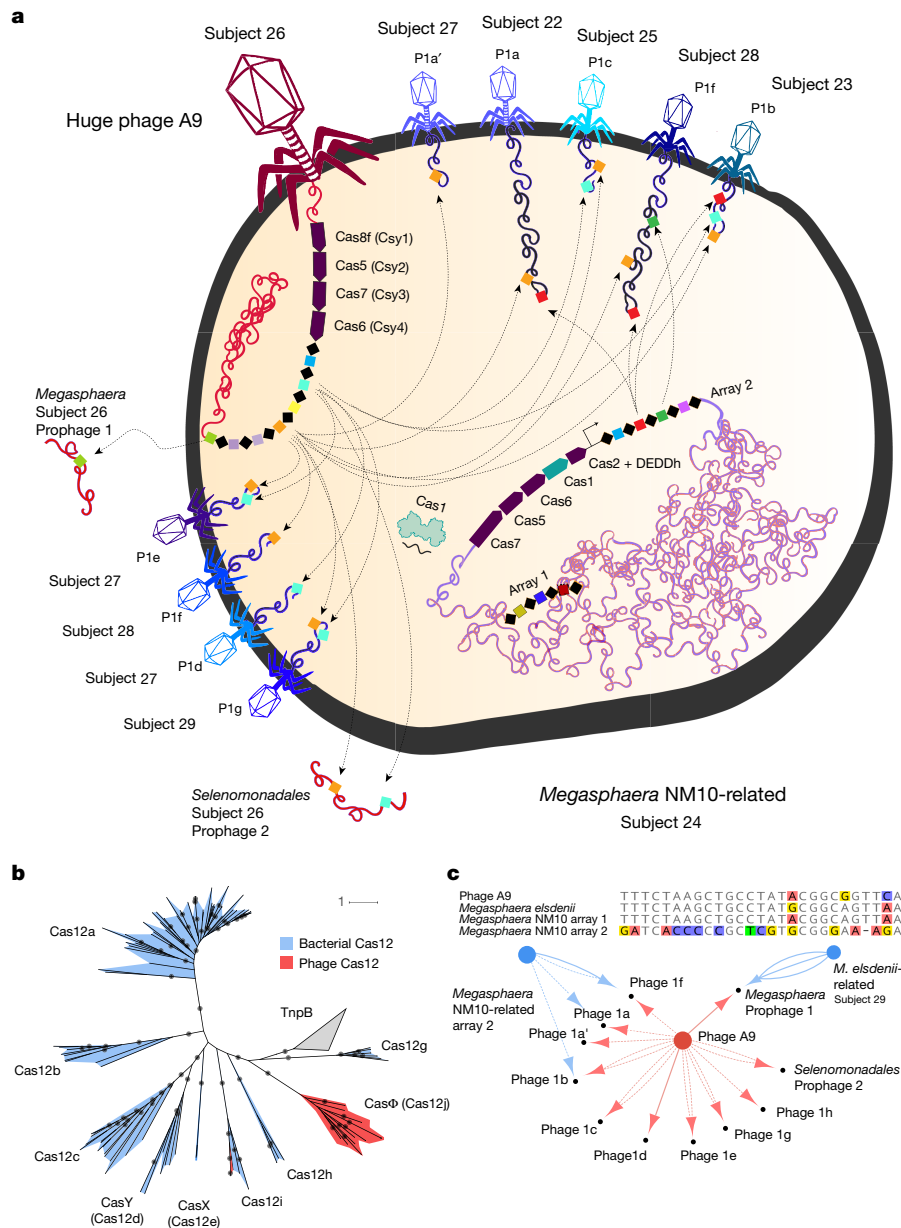 a
Subject 26
Subject 27
Subject 22
Subject 25
Subject 28
Subject 23
P1a′
P1a
P1c
P1f
P1b
Huge phage A9
Cas8f (Csy1)
Cas5 (Csy2)
Cas7 (Csy3)
Cas6 (Csy4)
Megasphaera
Subject 26
Prophage 1
Array 2
Cas2 + DEDDh
Cas1
Cas6
Cas5
Cas7
Cas1
Array 1
P1e
Subject 27
P1f
Subject 28
P1d
Subject 27
P1g
Subject 29
Selenomonadales
Subject 26
Prophage 2
Megasphaera NM10-related
Subject 24
b
1
Cas12a
Bacterial Cas12
Phage Cas12
TnpB
Cas12g
Cas12b
CasΦ (Cas12j)
Cas12c
Cas12h
Cas12i
CasY
(Cas12d)
CasX
(Cas12e)
c
Phage A9 TTTCTAAGCTGCCTATACGGCGGTTCA
Megasphaera elsdenii TTTCTAAGCTGCCTATGCGGCAGTTAA
Megasphaera NM10 array 1 TTTCTAAGCTGCCTATACGGCAGTTAA
Megasphaera NM10 array 2 GATCACCCCCGCTCGTGCGGGAA-AGA
Megasphaera
NM10-related
array 2
Phage 1f
Phage 1a
Phage 1a'
Phage 1b
Megasphaera
Prophage 1
M. elsdenii-
related
Subject 29
Phage A9
Selenomonadales
Prophage 2
Phage 1h
Phage 1g
Phage 1e
Phage1d
Phage 1c